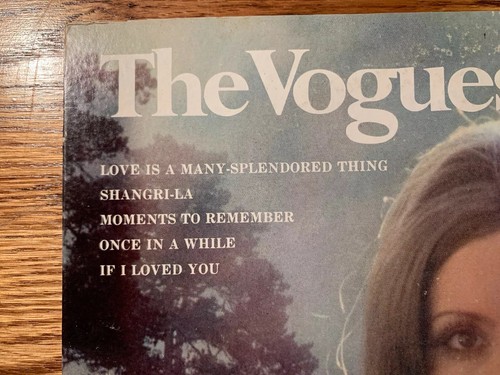 The Vogues
LOVE IS A MANY-SPLENDORED THING
SHANGRI-LA
MOMENTS TO REMEMBER
ONCE IN A WHILE
IF I LOVED YOU